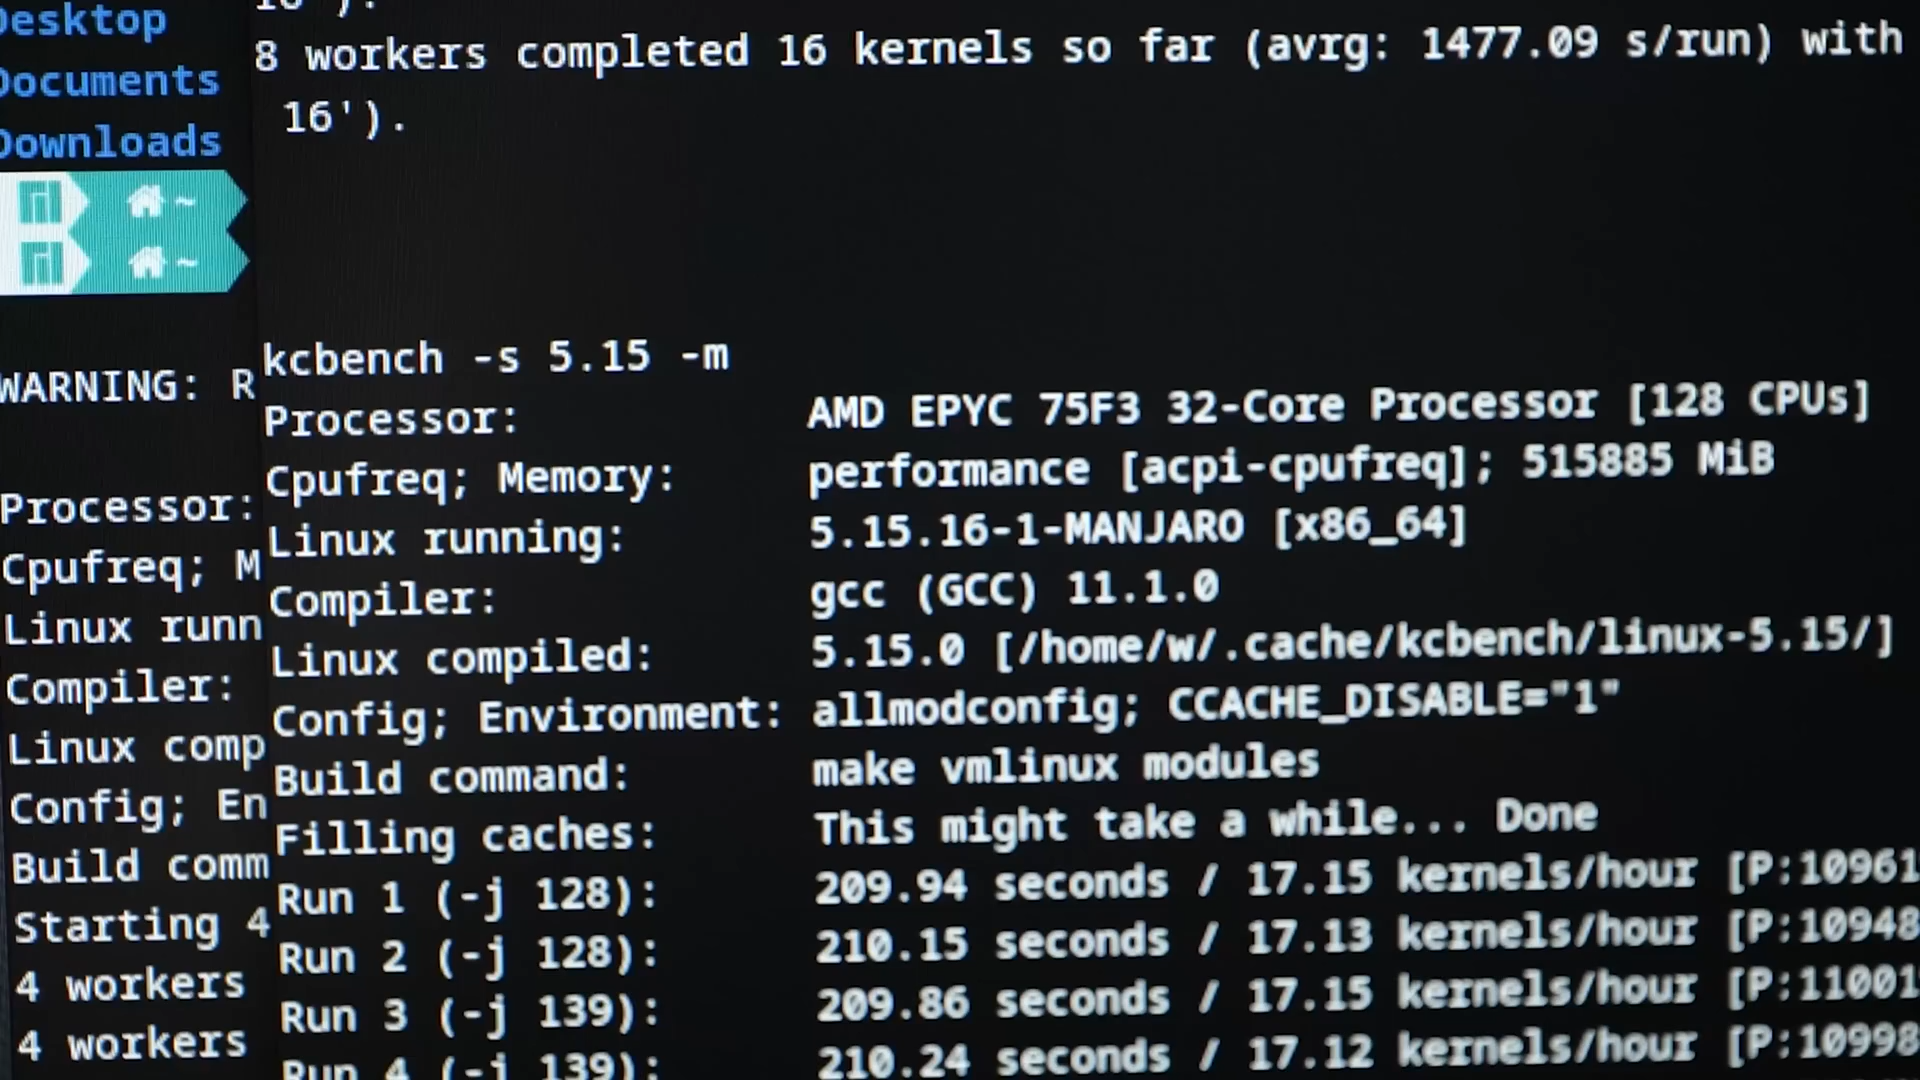 Desktop
Documents
Downloads
~
~
WARNING: R
Processor:
Cpufreq; M
Linux runn
Compiler:
Linux comp
Config; En
Build comm
Starting 4
4 workers
4 workers
16').
8 workers completed 16 kernels so far (avrg: 1477.09 s/run) with
16').
kcbench -s 5.15 -m
Processor: AMD EPYC 75F3 32-Core Processor [128 CPUs]
Cpufreq; Memory: performance [acpi-cpufreq]; 515885 MiB
Linux running: 5.15.16-1-MANJARO [x86_64]
Compiler: gcc (GCC) 11.1.0
Linux compiled: 5.15.0 [/home/w/.cache/kcbench/linux-5.15/]
Config; Environment: allmodconfig; CCACHE_DISABLE="1"
Build command: make vmlinux modules
Filling caches: This might take a while... Done
Run 1 (-j 128): 209.94 seconds / 17.15 kernels/hour [P:10961
Run 2 (-j 128): 210.15 seconds / 17.13 kernels/hour [P:10948
Run 3 (-j 139): 209.86 seconds / 17.15 kernels/hour [P:11001
Run 4 (-j 139): 210.24 seconds / 17.12 kernels/hour [P:10998